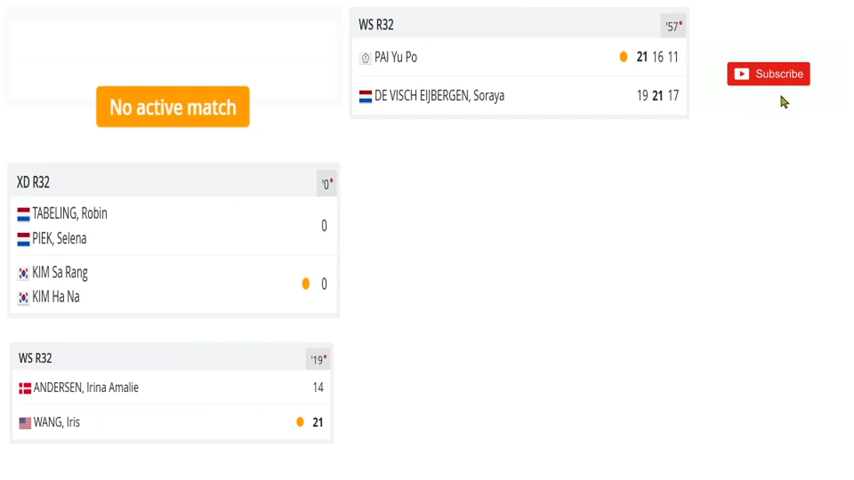 No active match
WS R32 '57
PAI Yu Po 21 16 11
DE VISCH EIJBERGEN, Soraya 19 21 17
Subscribe
XD R32 '0
TABELING, Robin
PIEK, Selena
0
KIM Sa Rang
KIM Ha Na
0
WS R32 '19
ANDERSEN, Irina Amalie 14
WANG, Iris 21